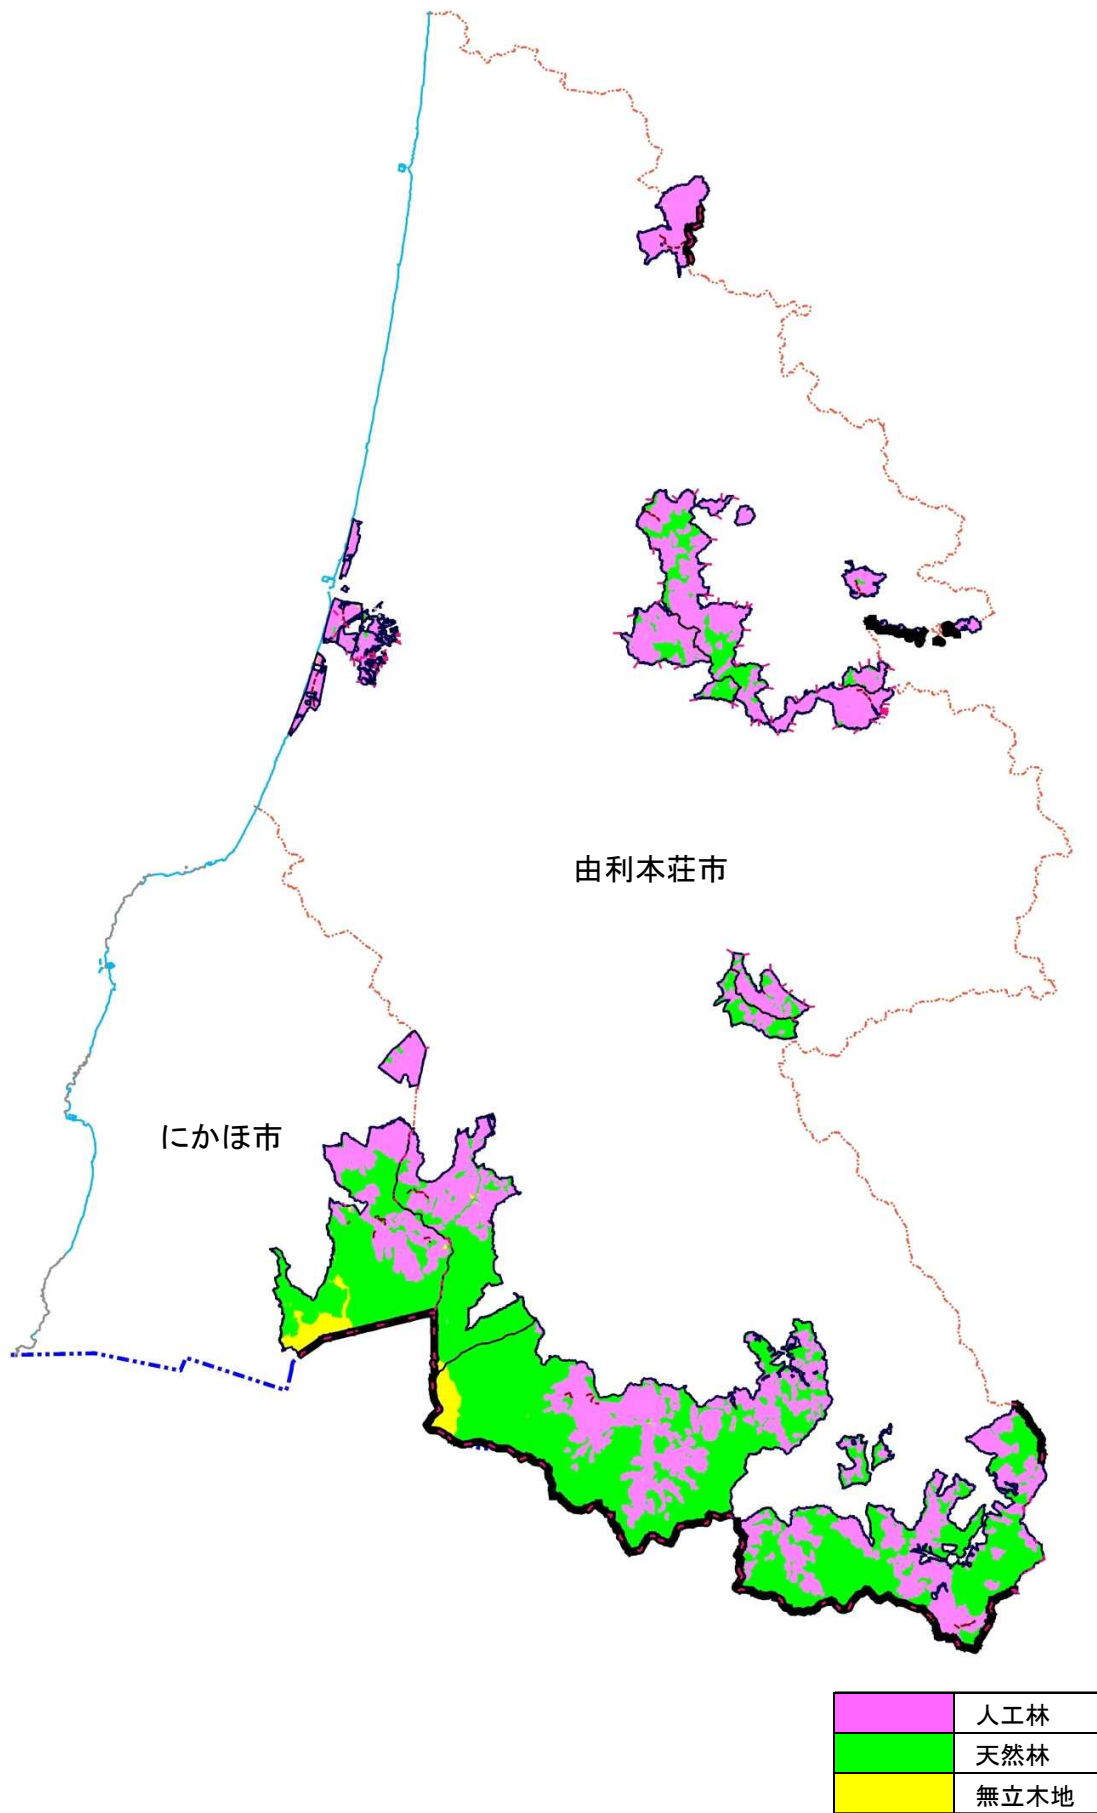 由利本荘市
にかほ市
人工林
天然林
無立木地